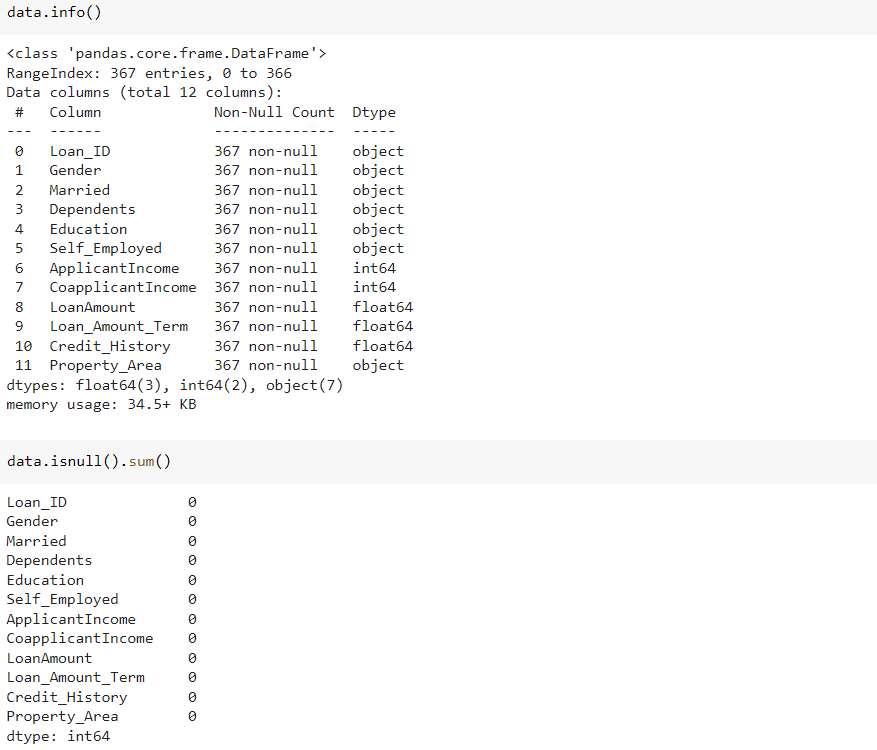 data.info()
<class 'pandas.core.frame.DataFrame'>
RangeIndex: 367 entries, 0 to 366
Data columns (total 12 columns):
 #   Column             Non-Null Count  Dtype
---  ------             --------------  -----
 0   Loan_ID            367 non-null    object
 1   Gender             367 non-null    object
 2   Married            367 non-null    object
 3   Dependents         367 non-null    object
 4   Education          367 non-null    object
 5   Self_Employed      367 non-null    object
 6   ApplicantIncome    367 non-null    int64
 7   CoapplicantIncome  367 non-null    int64
 8   LoanAmount         367 non-null    float64
 9   Loan_Amount_Term   367 non-null    float64
 10  Credit_History     367 non-null    float64
 11  Property_Area      367 non-null    object
dtypes: float64(3), int64(2), object(7)
memory usage: 34.5+ KB
data.isnull().sum()
Loan_ID              0
Gender               0
Married              0
Dependents           0
Education            0
Self_Employed        0
ApplicantIncome      0
CoapplicantIncome    0
LoanAmount           0
Loan_Amount_Term     0
Credit_History       0
Property_Area        0
dtype: int64